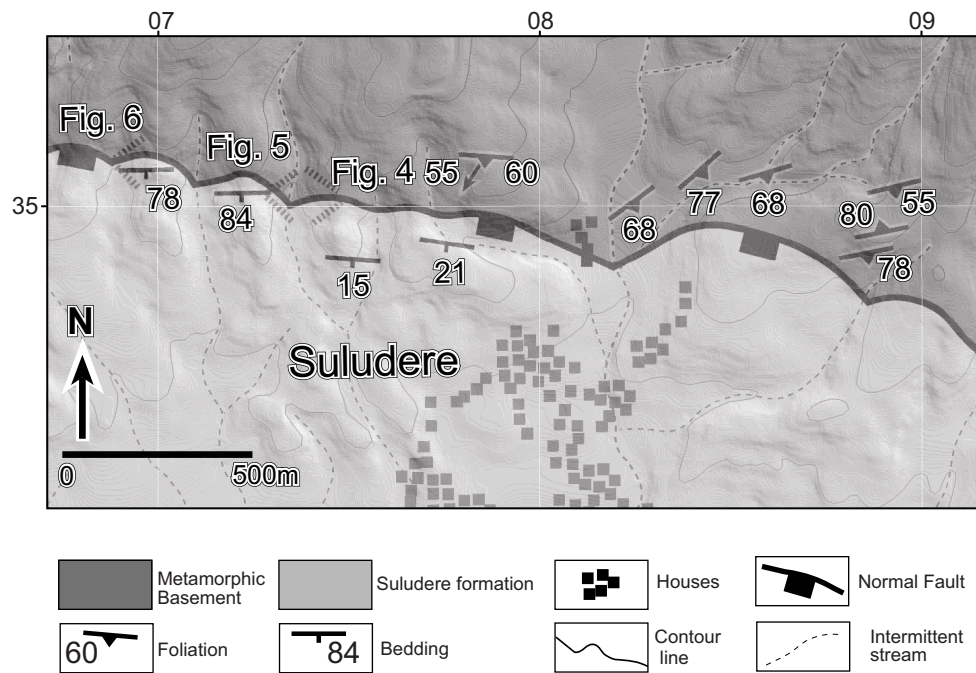 07 08 09
Fig. 6
Fig. 5
Fig. 4 55 60
78
35
84
68 77 68 80 55
15 21 78
N
Suludere
0 500m
Metamorphic Basement
Suludere formation
Houses
Normal Fault
60 Foliation
84 Bedding
Contour line
Intermittent stream